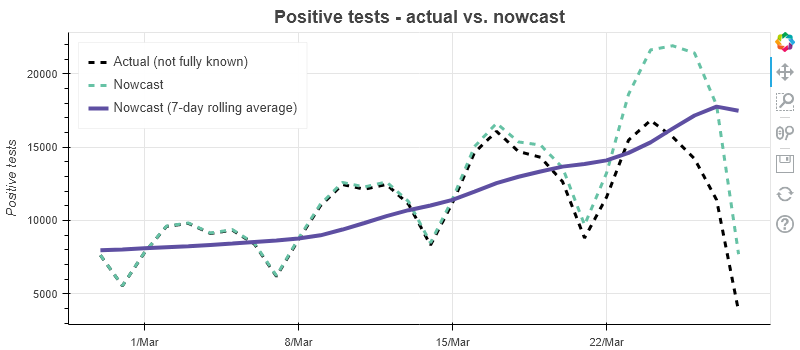 Positive tests - actual vs. nowcast
Actual (not fully known)
Nowcast
Nowcast (7-day rolling average)
Positive tests
20000
15000
10000
5000
1/Mar
8/Mar
15/Mar
22/Mar